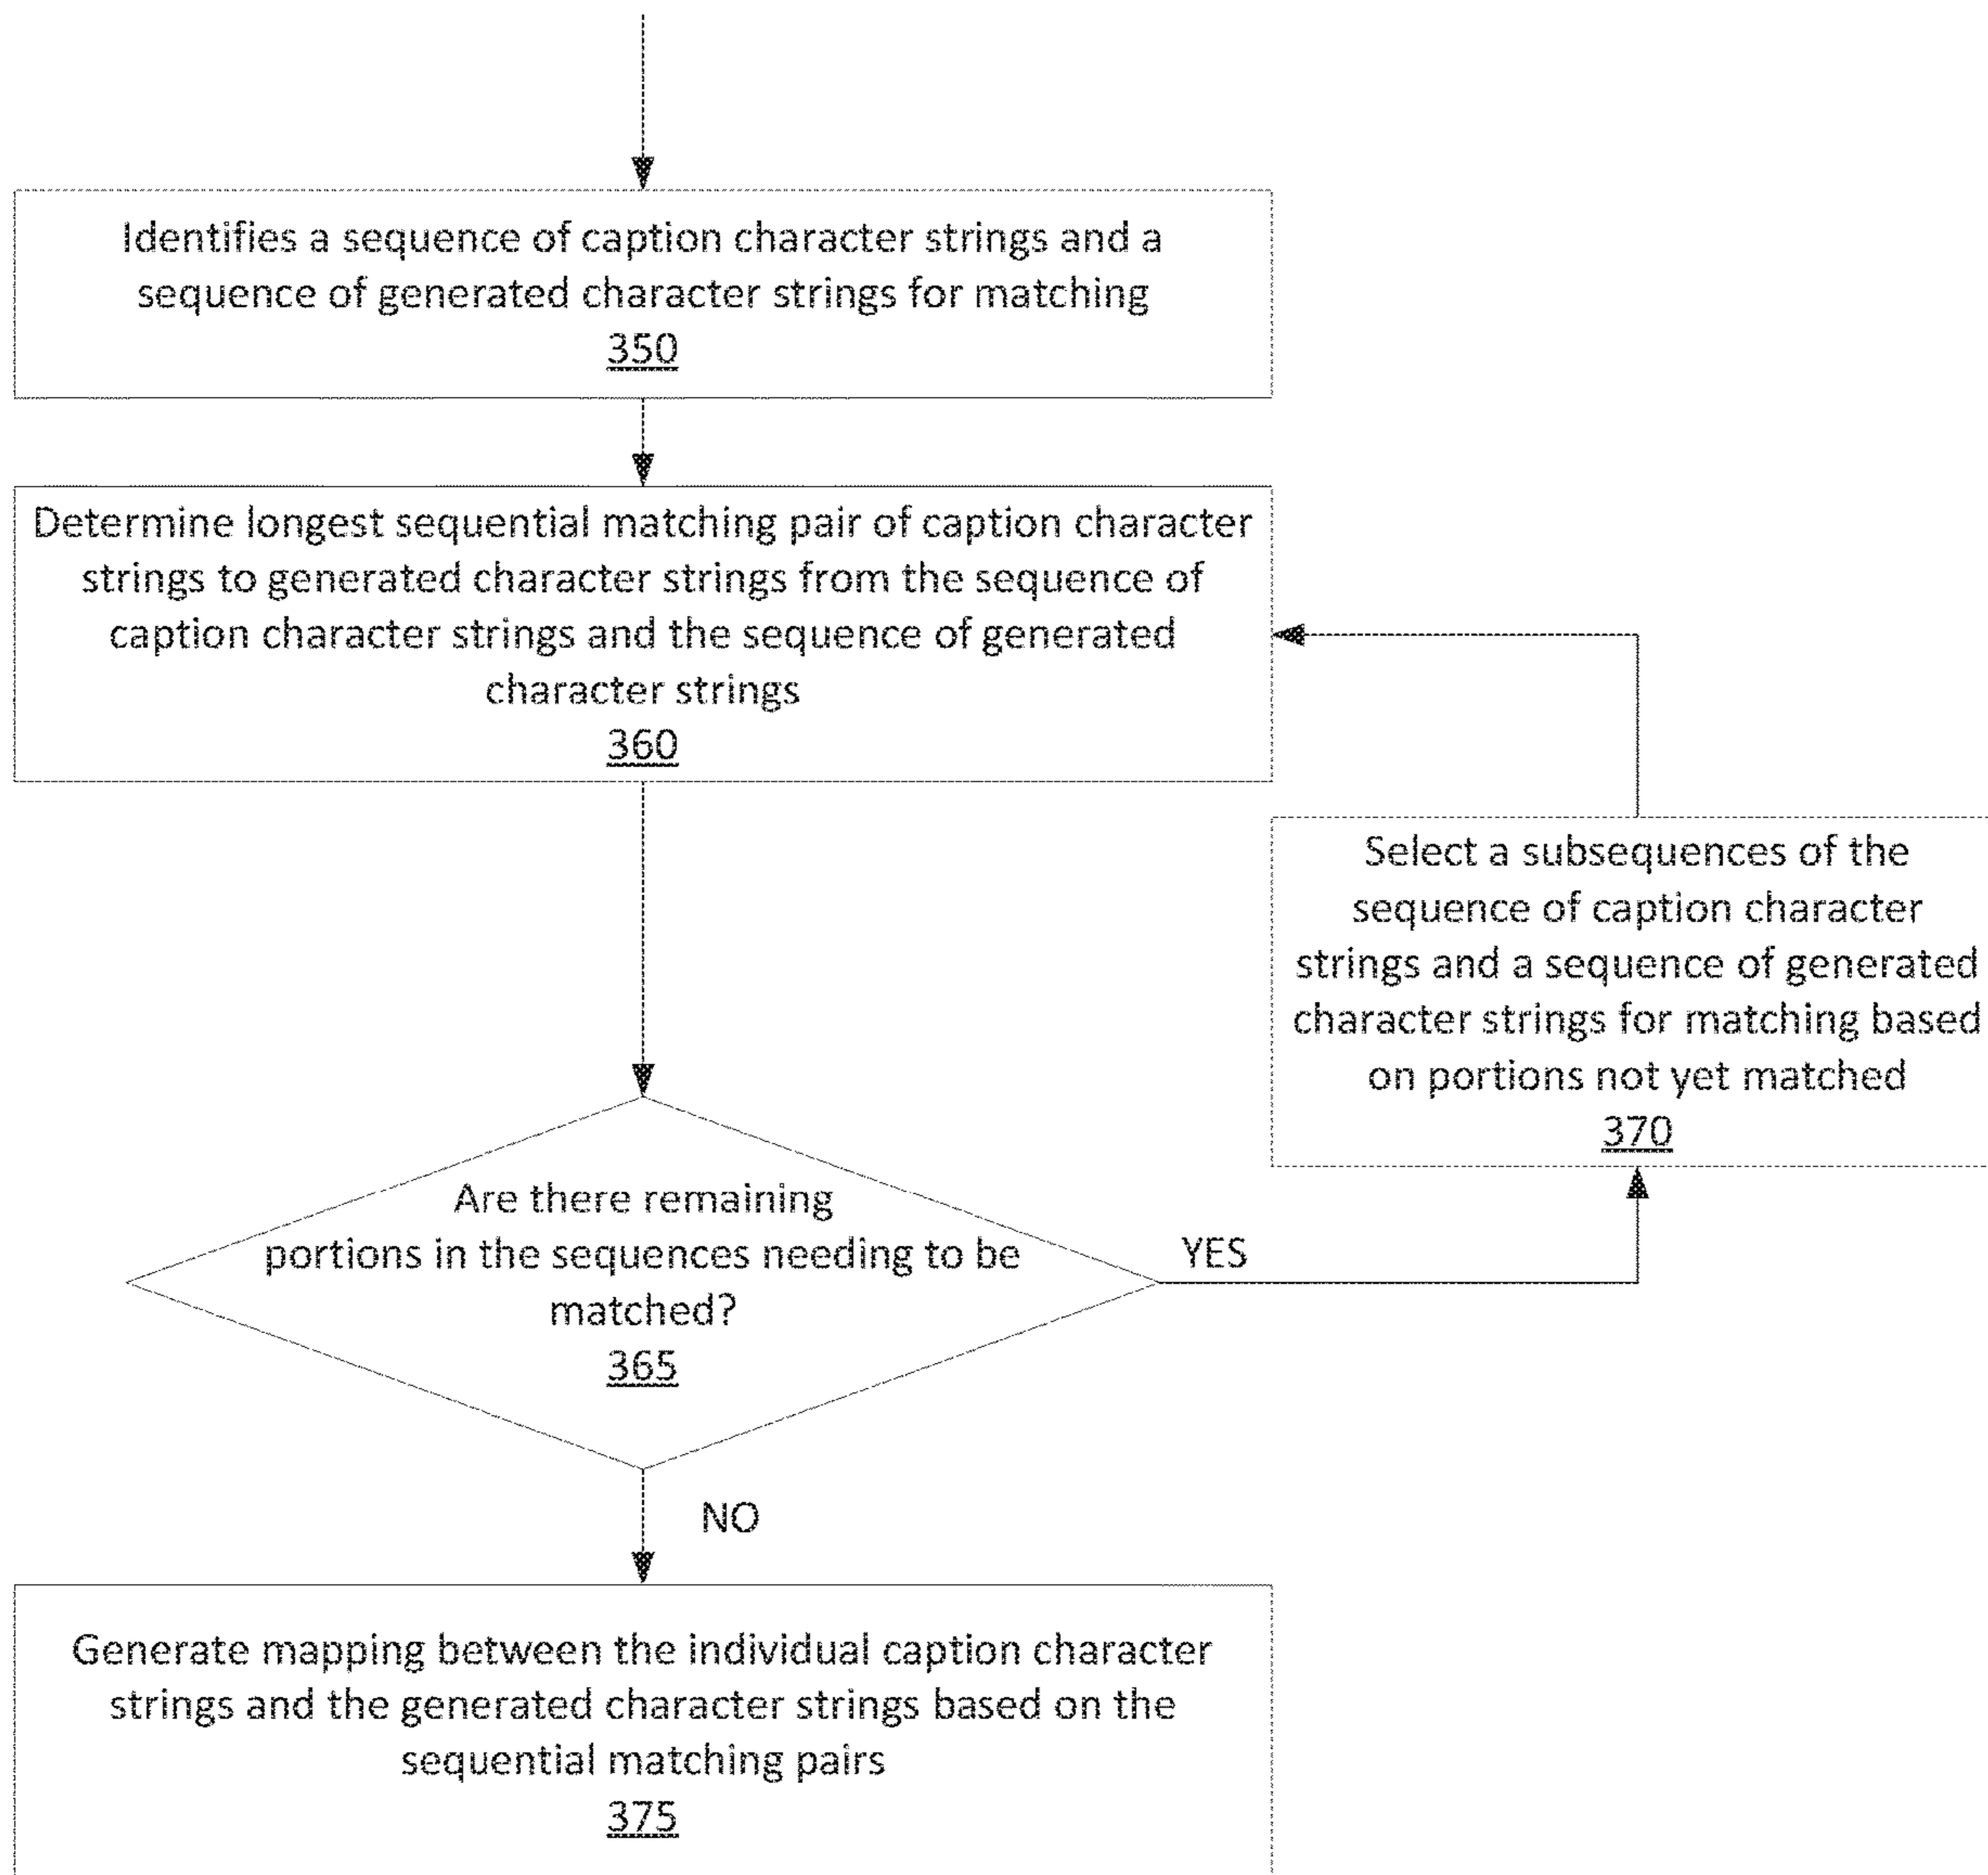 Identifies a sequence of caption character strings and a
sequence of generated character strings for matching
350
Determine longest sequential matching pair of caption character
strings to generated character strings from the sequence of
caption character strings and the sequence of generated
character strings
360
Select a subsequences of the
sequence of caption character
strings and a sequence of generated
character strings for matching based
on portions not yet matched
370
Are there remaining
portions in the sequences needing to be
matched?
365
YES
NO
Generate mapping between the individual caption character
strings and the generated character strings based on the
sequential matching pairs
375